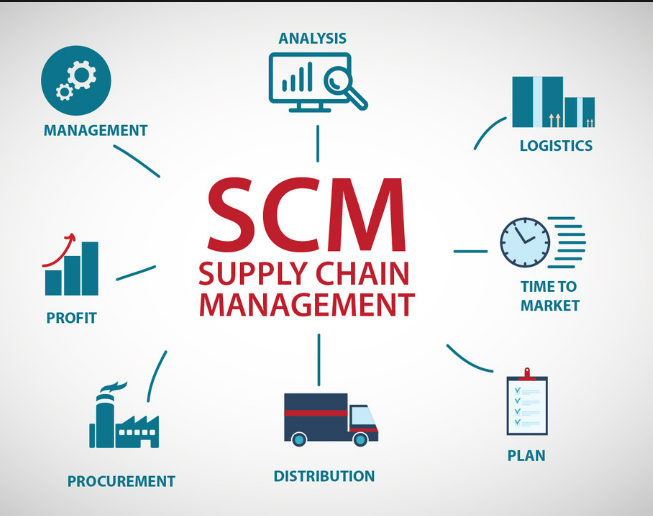 ANALYSIS
MANAGEMENT
LOGISTICS
SCM
SUPPLY CHAIN
MANAGEMENT
TIME TO
MARKET
PROFIT
PLAN
PROCUREMENT
DISTRIBUTION